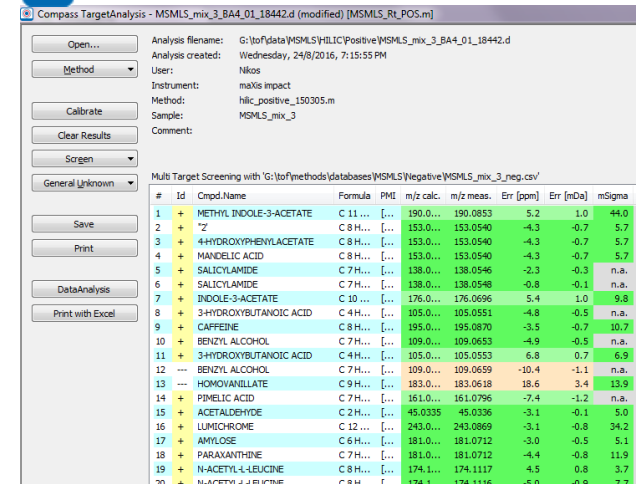 Compass TargetAnalysis - MSMLS_mix_3_BA4_01_18442.d (modified) [MSMLS_Rt_POS.m]
Open...
Method
Calibrate
Clear Results
Screen
General Unknown
Save
Print
DataAnalysis
Print with Excel
Analysis filename: G:\tof\data\MSMLS\HILIC\Positive\MSMLS_mix_3_BA4_01_18442.d
Analysis created: Wednesday, 24/8/2016, 7:15:55 PM
User: Nikos
Instrument: maXis impact
Method: hilic_positive_150305.m
Sample: MSMLS_mix_3
Comment:
Multi Target Screening with 'G:\tof\methods\databases\MSMLS\Negative\MSMLS_mix_3_neg.csv'
# Id Cmpd.Name Formula PMI m/z calc. m/z meas. Err [ppm] Err [mDa] mSigma
1 + METHYL INDOLE-3-ACETATE C 11 ... [... 190.0... 190.0853 5.2 1.0 44.0
2 + "2' C 8 H... [... 153.0... 153.0540 -4.3 -0.7 5.7
3 + 4-HYDROXYPHENYLACETATE C 8 H... [... 153.0... 153.0540 -4.3 -0.7 5.7
4 + MANDELIC ACID C 8 H... [... 153.0... 153.0540 -4.3 -0.7 5.7
5 + SALICYLAMIDE C 7 H... [... 138.0... 138.0546 -2.3 -0.3 n.a.
6 + SALICYLAMIDE C 7 H... [... 138.0... 138.0548 -0.8 -0.1 n.a.
7 + INDOLE-3-ACETATE C 10 ... [... 176.0... 176.0696 5.4 1.0 9.8
8 + 3-HYDROXYBUTANOIC ACID C 4 H... [... 105.0... 105.0551 -4.8 -0.5 n.a.
9 + CAFFEINE C 8 H... [... 195.0... 195.0870 -3.5 -0.7 10.7
10 + BENZYL ALCOHOL C 7 H... [... 109.0... 109.0653 -4.9 -0.5 n.a.
11 + 3-HYDROXYBUTANOIC ACID C 4 H... [... 105.0... 105.0553 6.8 0.7 6.9
12 --- BENZYL ALCOHOL C 7 H... [... 109.0... 109.0659 -10.4 -1.1 n.a.
13 --- HOMOVANILLATE C 9 H... [... 183.0... 183.0618 18.6 3.4 13.9
14 + PIMELIC ACID C 7 H... [... 161.0... 161.0796 -7.4 -1.2 n.a.
15 + ACETALDEHYDE C 2 H... [... 45.0335 45.0336 -3.1 -0.1 5.0
16 + LUMICHROME C 12 ... [... 243.0... 243.0869 -3.1 -0.8 34.2
17 + AMYLOSE C 6 H... [... 181.0... 181.0712 -3.0 -0.5 5.1
18 + PARAXANTHINE C 7 H... [... 181.0... 181.0712 -4.4 -0.8 11.9
19 + N-ACETYL-L-LEUCINE C 8 H... [... 174.1... 174.1117 4.5 0.8 3.7
20 + N-ACETYL-L-LEUCINE C 8 H... [... 174.1... 174.1116 -5.0 -0.9 7.7